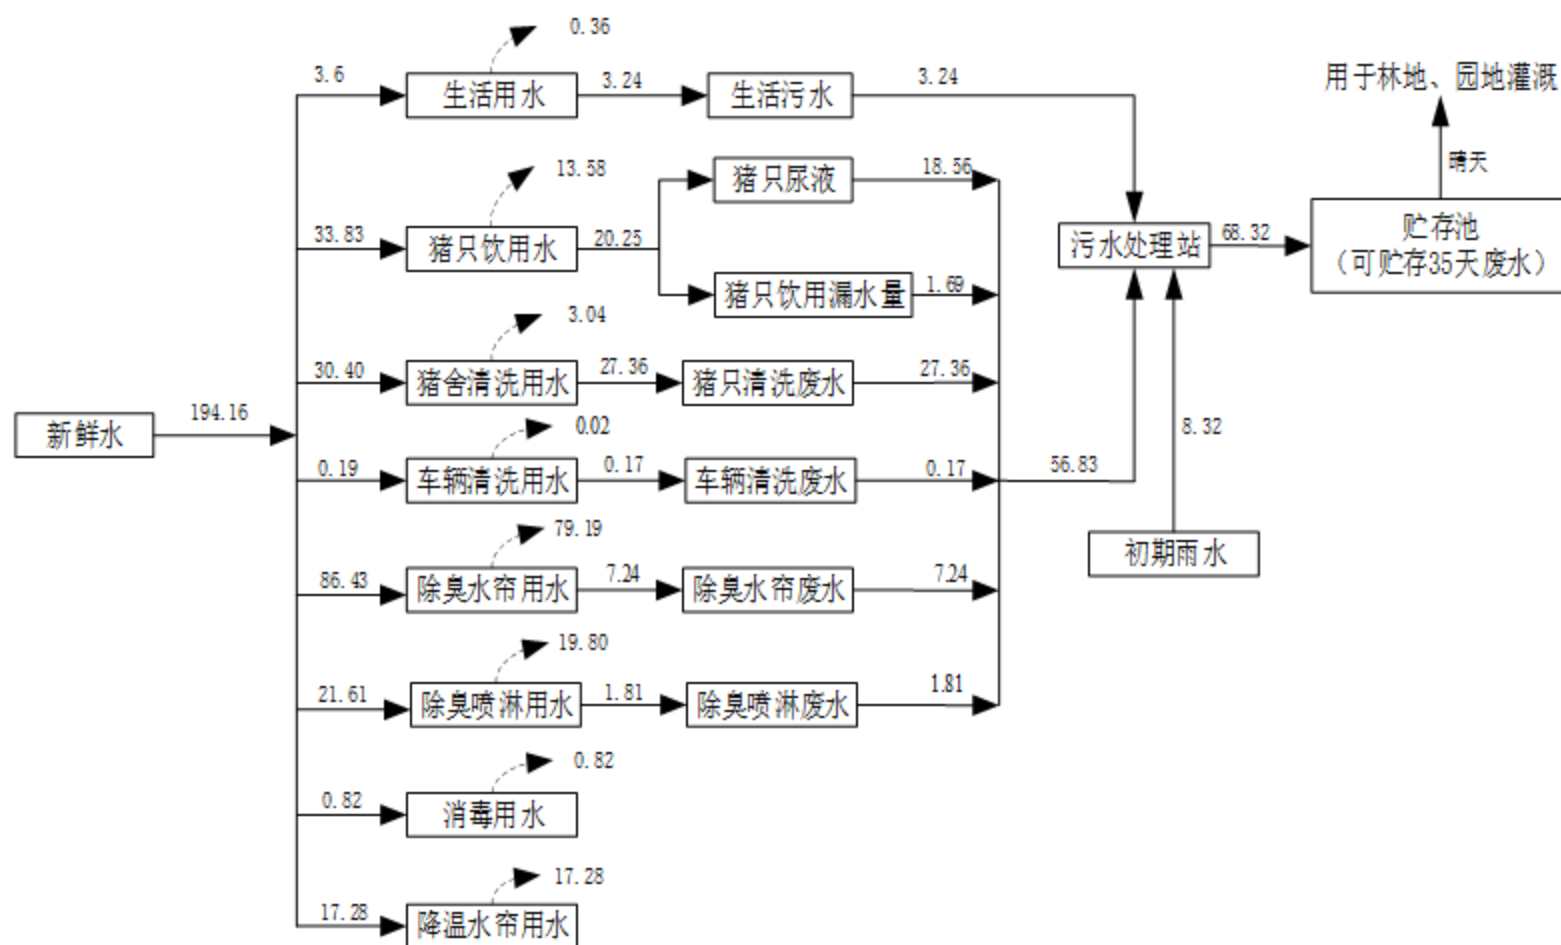 0.36
3.6
生活用水
3.24
生活污水
3.24
用于林地、园地灌溉
晴天
13.58
猪只尿液
18.56
33.83
猪只饮用水
20.25
猪只饮用漏水量
1.69
污水处理站
68.32
贮存池
（可贮存35天废水）
3.04
30.40
猪舍清洗用水
27.36
猪只清洗废水
27.36
新鲜水
194.16
0.02
0.19
车辆清洗用水
0.17
车辆清洗废水
0.17
56.83
8.32
初期雨水
79.19
86.43
除臭水帘用水
7.24
除臭水帘废水
7.24
19.80
21.61
除臭喷淋用水
1.81
除臭喷淋废水
1.81
0.82
0.82
消毒用水
17.28
17.28
降温水帘用水